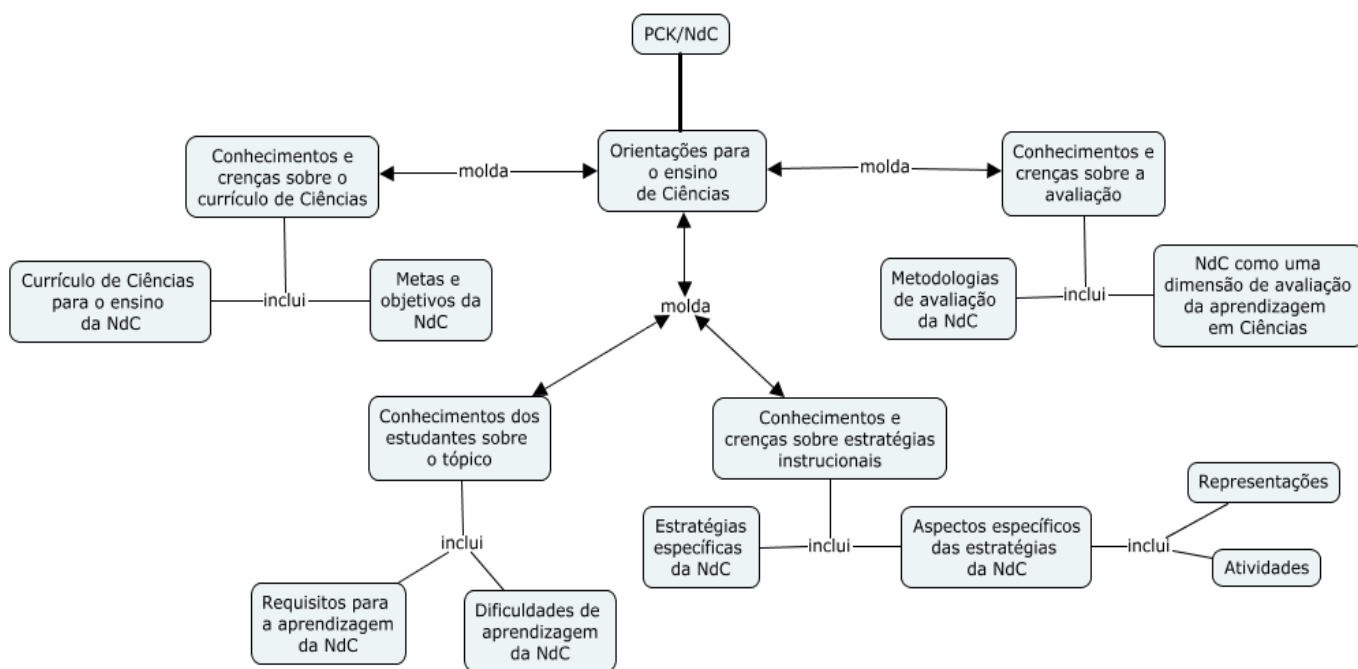 PCK/NdC
Conhecimentos e
crenças sobre o
currículo de Ciências
molda
Orientações para
o ensino
de Ciências
molda
Conhecimentos e
crenças sobre a
avaliação
Currículo de Ciências
para o ensino
da NdC
inclui
Metas e
objetivos da
NdC
molda
Metodologias
de avaliação
da NdC
inclui
NdC como uma
dimensão de avaliação
da aprendizagem
em Ciências
Conhecimentos dos
estudantes sobre
o tópico
Conhecimentos e
crenças sobre estratégias
instrucionais
inclui
Requisitos para
a aprendizagem
da NdC
Dificuldades de
aprendizagem
da NdC
Estratégias
específicas
da NdC
inclui
Aspectos específicos
das estratégias
da NdC
inclui
Representações
Atividades